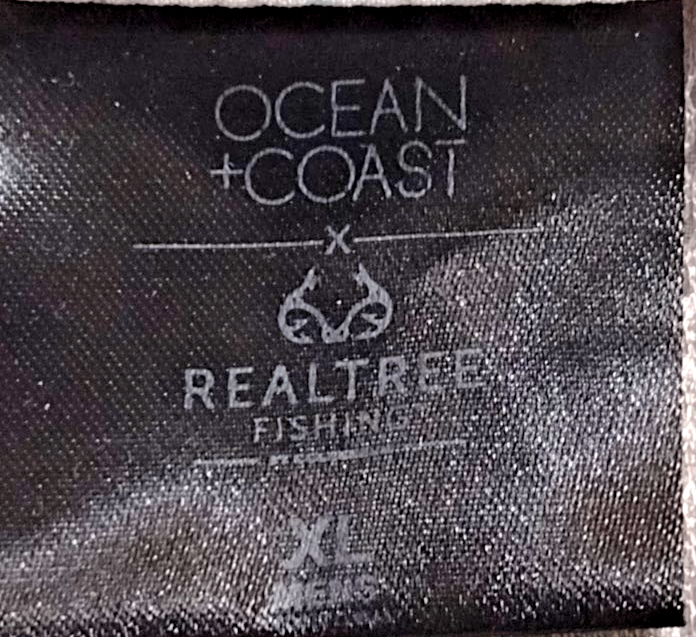 OCEAN
+COAST
X
REALTREE
FISHING
XL
MENS